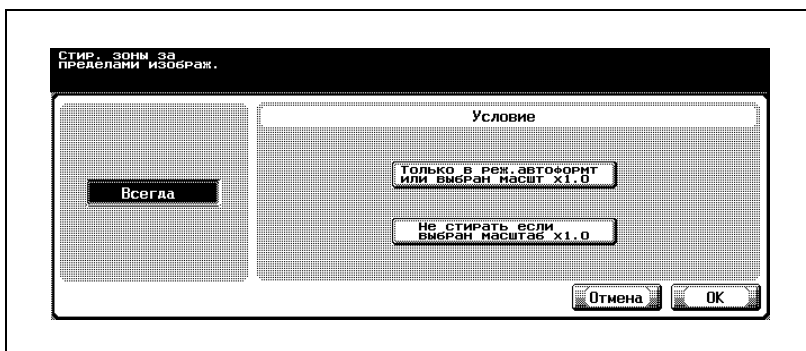 Стир. зоны за
пределами изображ.
Условие
Всегда
Только в реж.автоформт
или выбран масшт x1.0
Не стирать если
выбран масштаб x1.0
Отмена
OK